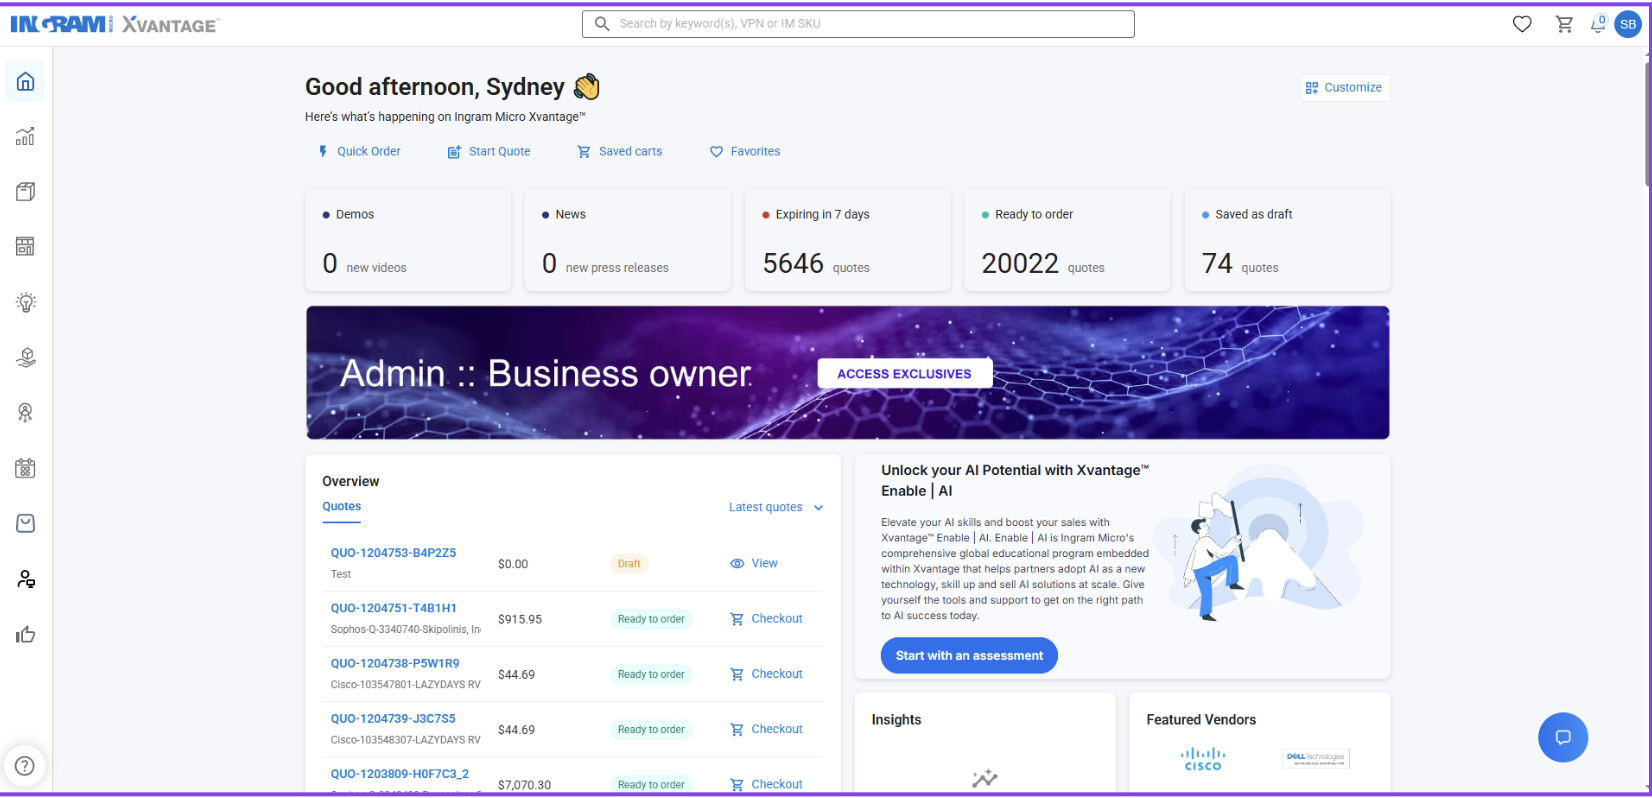 INGRAM MICRO XVANTAGE™
Search by keyword(s), VPN or IM SKU
0
SB
Good afternoon, Sydney 👋
Customize
Here's what's happening on Ingram Micro Xvantage™
Quick Order Start Quote Saved carts Favorites
Demos
0 new videos
News
0 new press releases
Expiring in 7 days
5646 quotes
Ready to order
20022 quotes
Saved as draft
74 quotes
Admin :: Business owner.
ACCESS EXCLUSIVES
Overview
Quotes
Latest quotes
QUO-1204753-B4P2Z5
Test
$0.00 Draft View
QUO-1204751-T4B1H1
Sophos-Q-3340740-Skipolinis, In
$915.95 Ready to order Checkout
QUO-1204738-P5W1R9
Cisco-103547801-LAZYDAYS RV
$44.69 Ready to order Checkout
QUO-1204739-J3C7S5
Cisco-103548307-LAZYDAYS RV
$44.69 Ready to order Checkout
QUO-1203809-H0F7C3_2
$7,070.30 Ready to order Checkout
Unlock your AI Potential with Xvantage™
Enable | AI
Elevate your AI skills and boost your sales with
Xvantage™ Enable | AI. Enable | AI is Ingram Micro's
comprehensive global educational program embedded
within Xvantage that helps partners adopt AI as a new
technology, skill up and sell AI solutions at scale. Give
yourself the tools and support to get on the right path
to AI success today.
Start with an assessment
Insights
Featured Vendors
CISCO
DELL Technologies